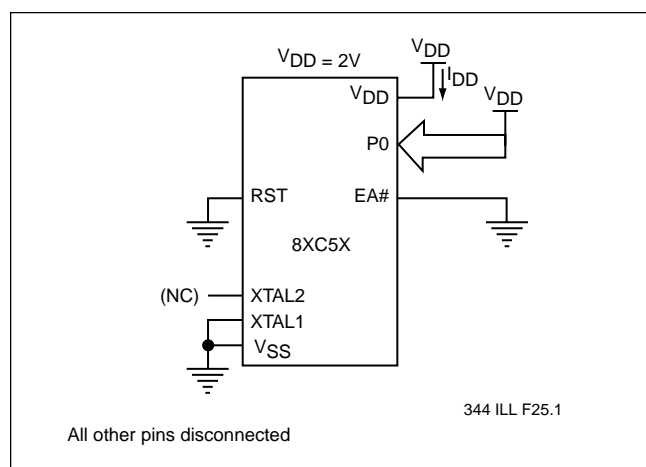 VDD = 2V
VDD
IDD
VDD
VDD
P0
RST
EA#
8XC5X
(NC)
XTAL2
XTAL1
VSS
344 ILL F25.1
All other pins disconnected